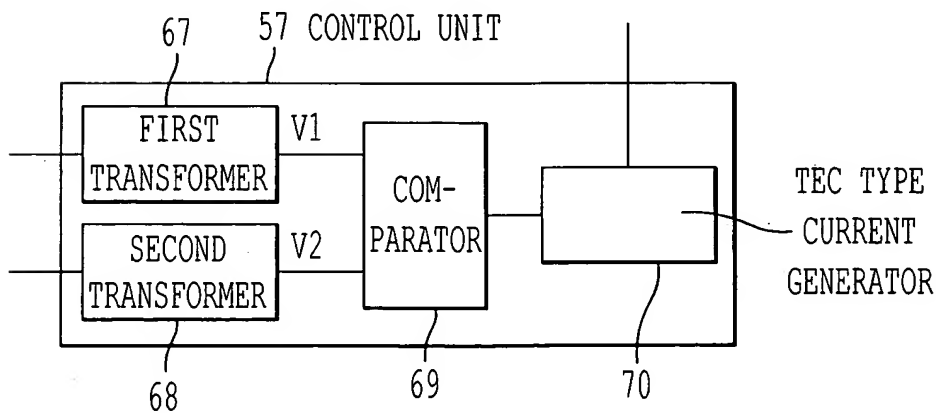 67
57 CONTROL UNIT
FIRST
TRANSFORMER
V1
SECOND
TRANSFORMER
V2
COM-
PARATOR
TEC TYPE
CURRENT
GENERATOR
68
69
70